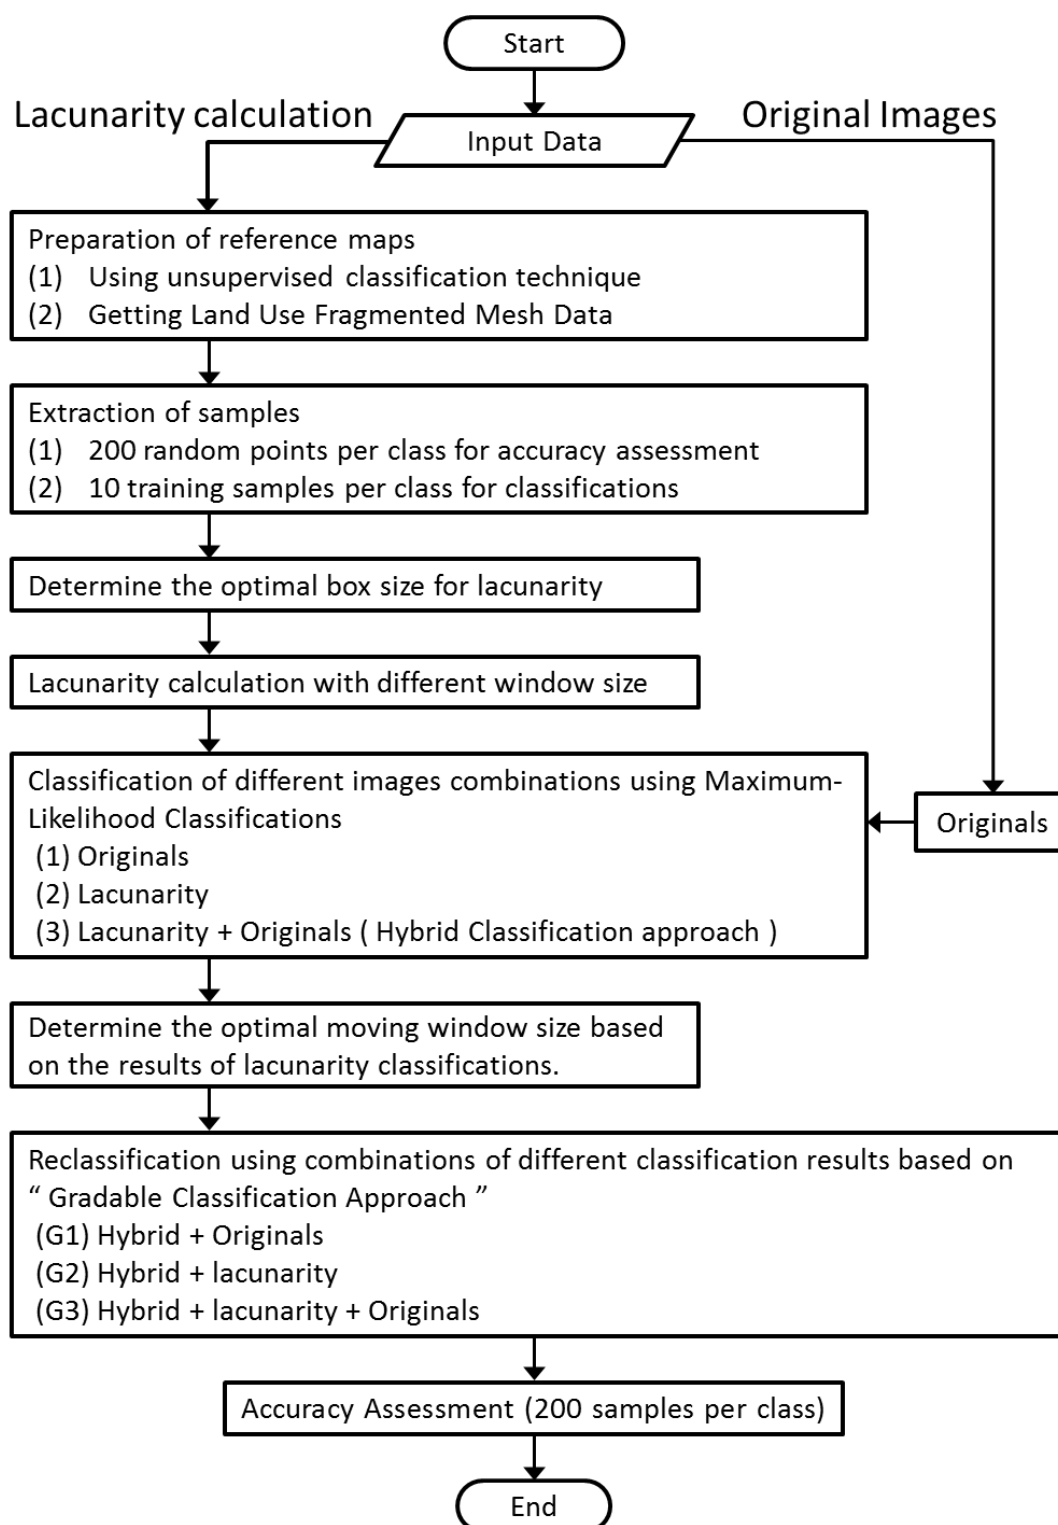 Start
Lacunarity calculation
Original Images
Input Data
Preparation of reference maps
(1) Using unsupervised classification technique
(2) Getting Land Use Fragmented Mesh Data
Extraction of samples
(1) 200 random points per class for accuracy assessment
(2) 10 training samples per class for classifications
Determine the optimal box size for lacunarity
Lacunarity calculation with different window size
Classification of different images combinations using Maximum-
Likelihood Classifications
(1) Originals
(2) Lacunarity
(3) Lacunarity + Originals ( Hybrid Classification approach )
Originals
Determine the optimal moving window size based
on the results of lacunarity classifications.
Reclassification using combinations of different classification results based on
“ Gradable Classification Approach ”
(G1) Hybrid + Originals
(G2) Hybrid + lacunarity
(G3) Hybrid + lacunarity + Originals
Accuracy Assessment (200 samples per class)
End